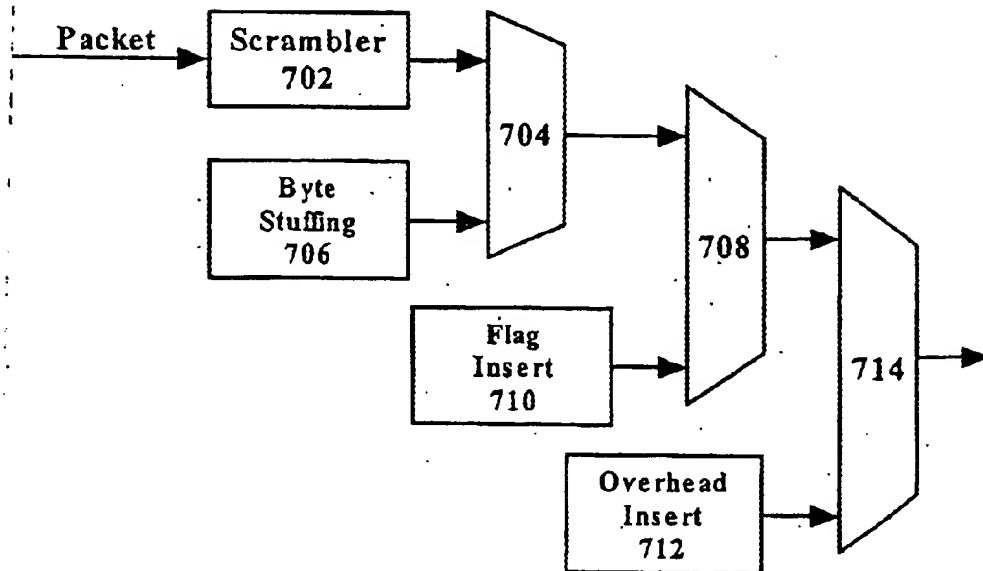 Packet
Scrambler
702
704
Byte
Stuffing
706
708
Flag
Insert
710
714
Overhead
Insert
712